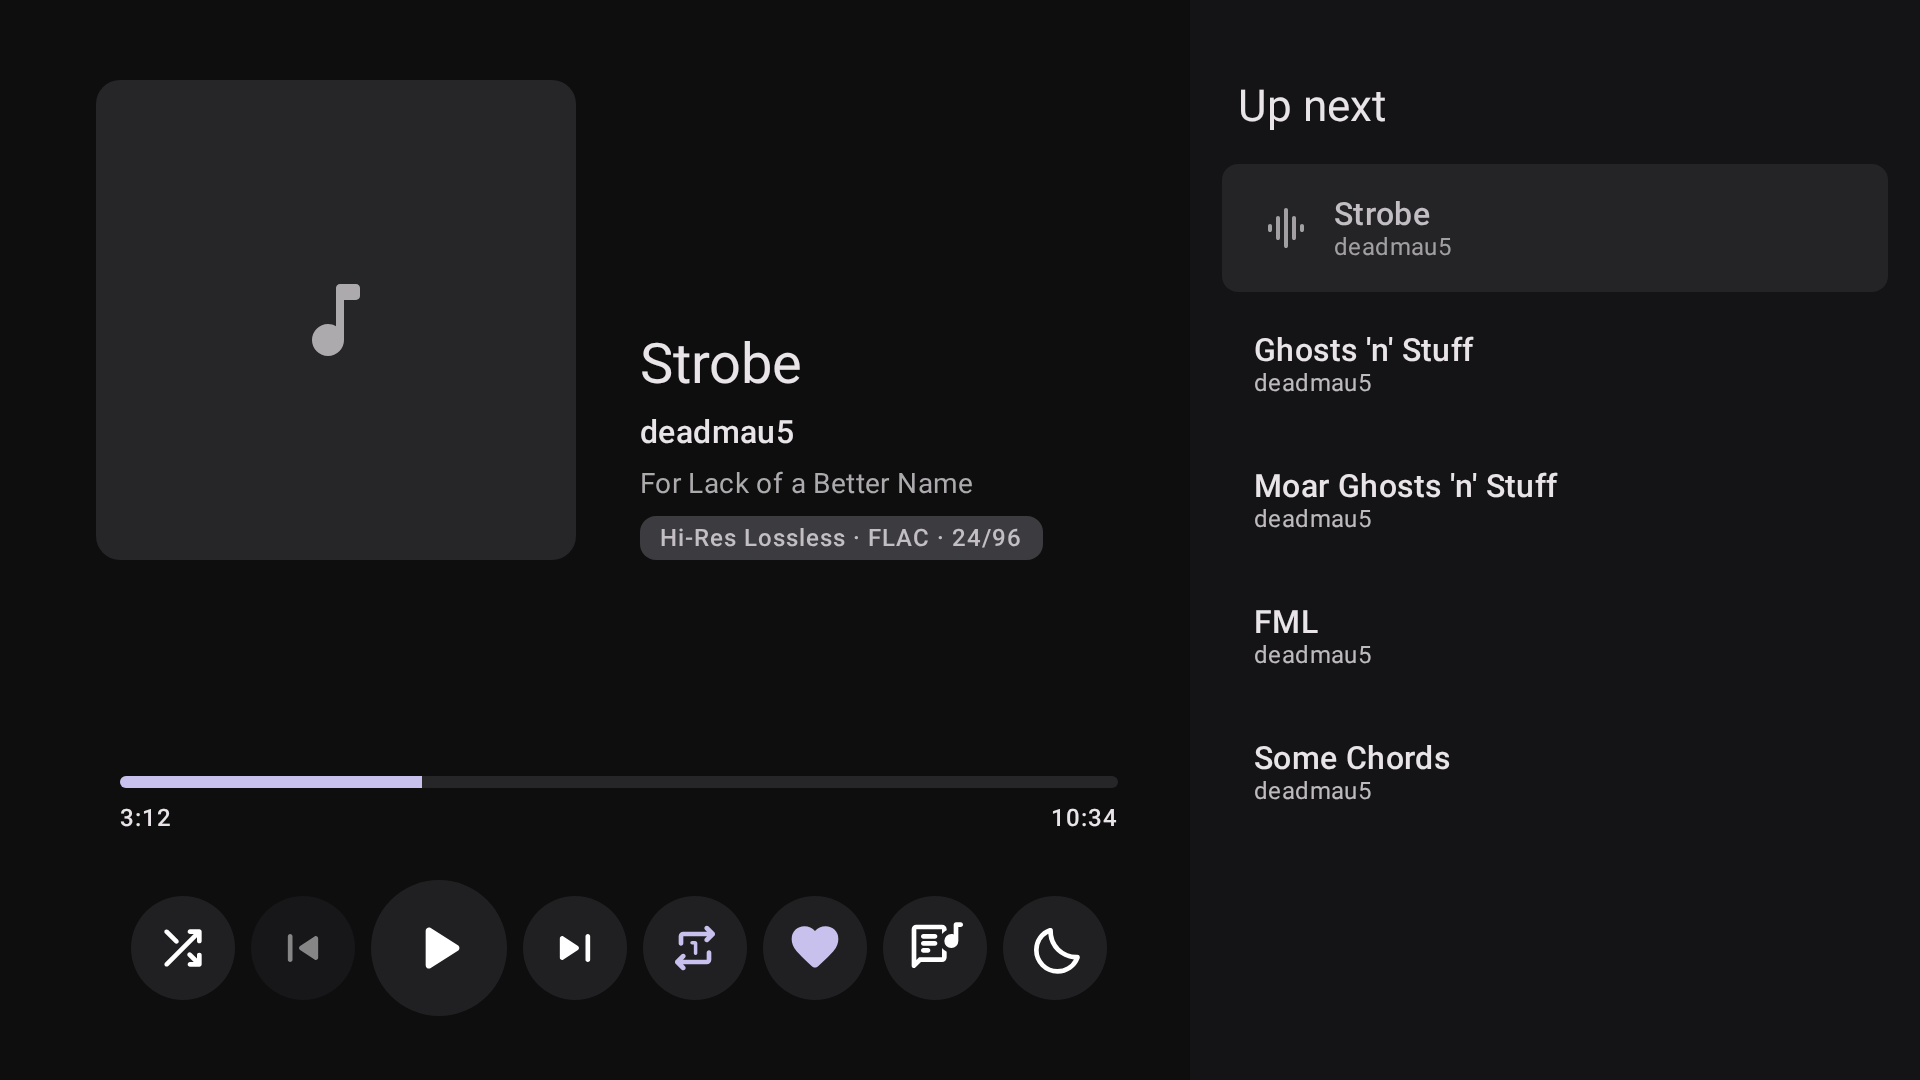 Strobe
deadmau5
For Lack of a Better Name
Hi-Res Lossless · FLAC · 24/96
3:12
10:34
1
Up next
Strobe
deadmau5
Ghosts 'n' Stuff
deadmau5
Moar Ghosts 'n' Stuff
deadmau5
FML
deadmau5
Some Chords
deadmau5